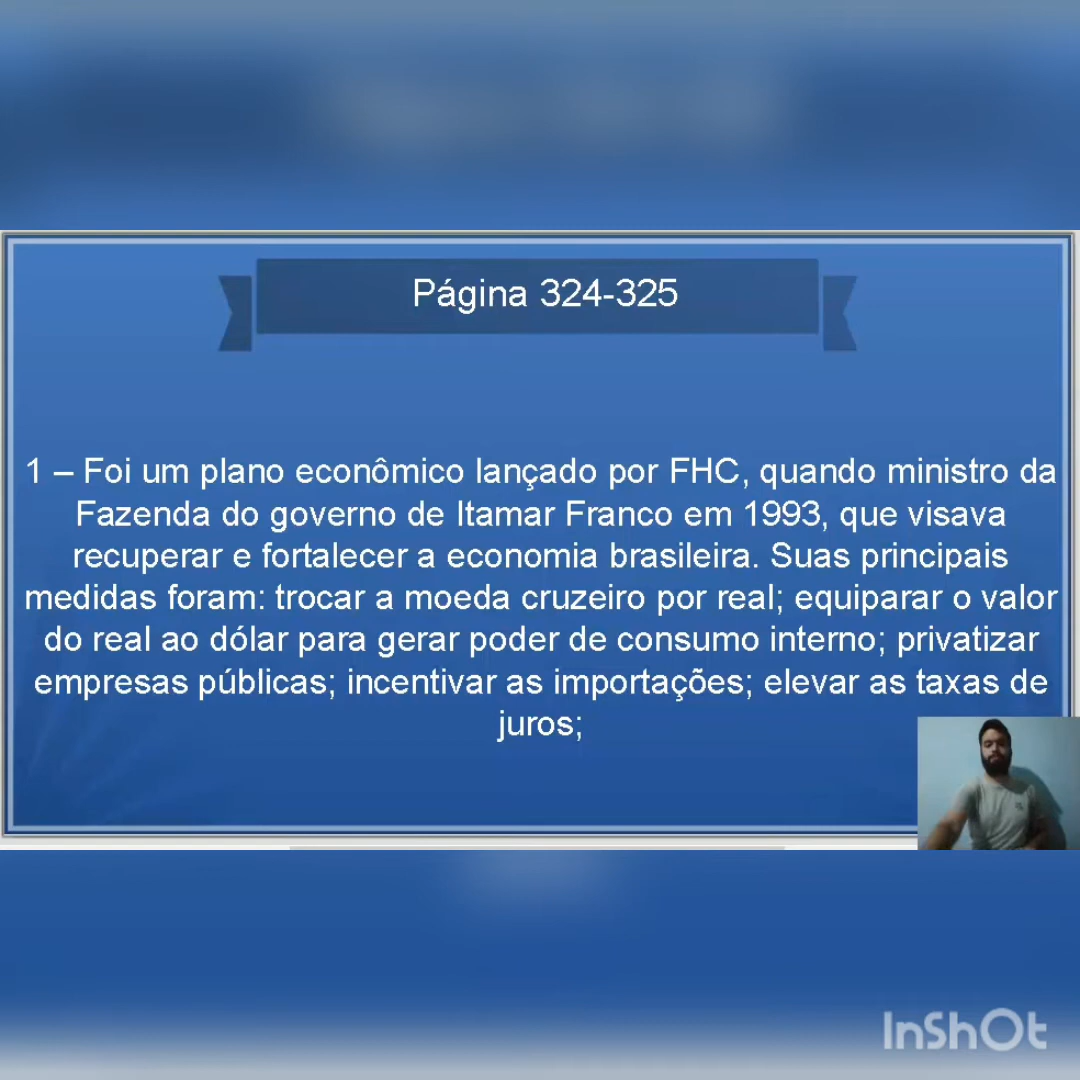 Página 324-325
1 – Foi um plano econômico lançado por FHC, quando ministro da
Fazenda do governo de Itamar Franco em 1993, que visava
recuperar e fortalecer a economia brasileira. Suas principais
medidas foram: trocar a moeda cruzeiro por real; equiparar o valor
do real ao dólar para gerar poder de consumo interno; privatizar
empresas públicas; incentivar as importações; elevar as taxas de
juros;
InShOt